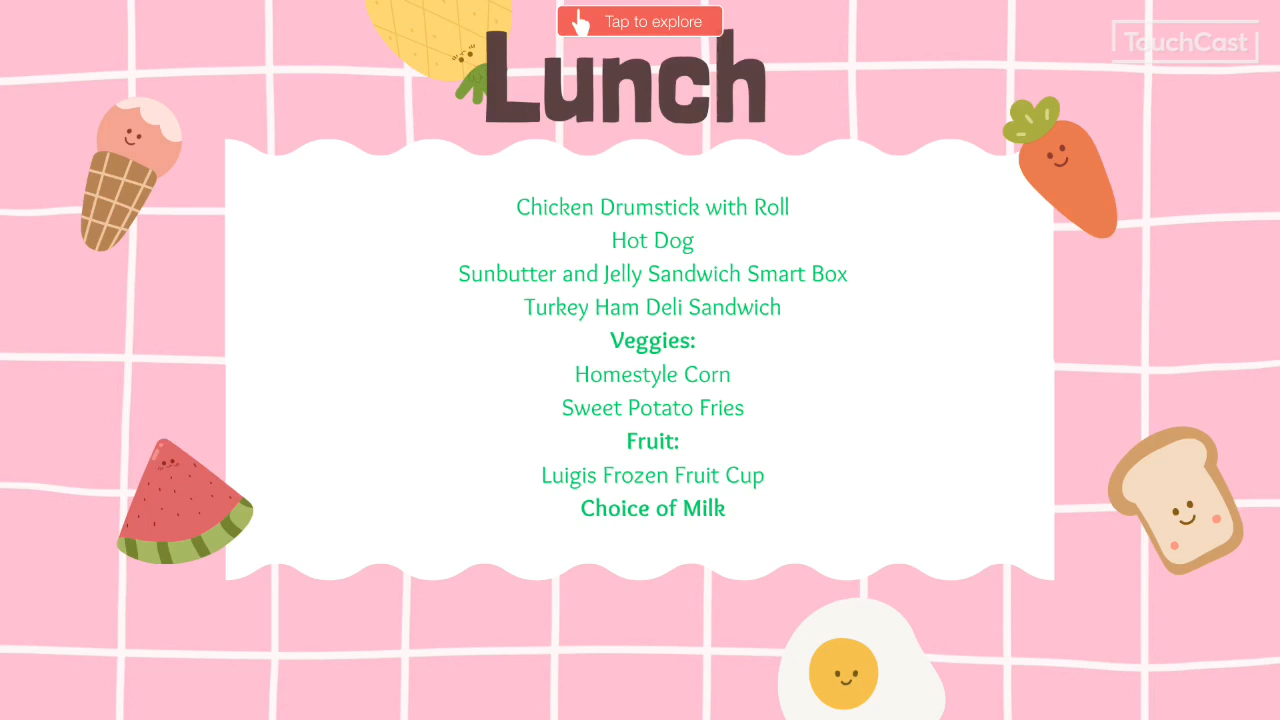 Tap to explore
TouchCast
Lunch
Chicken Drumstick with Roll
Hot Dog
Sunbutter and Jelly Sandwich Smart Box
Turkey Ham Deli Sandwich
Veggies:
Homestyle Corn
Sweet Potato Fries
Fruit:
Luigis Frozen Fruit Cup
Choice of Milk